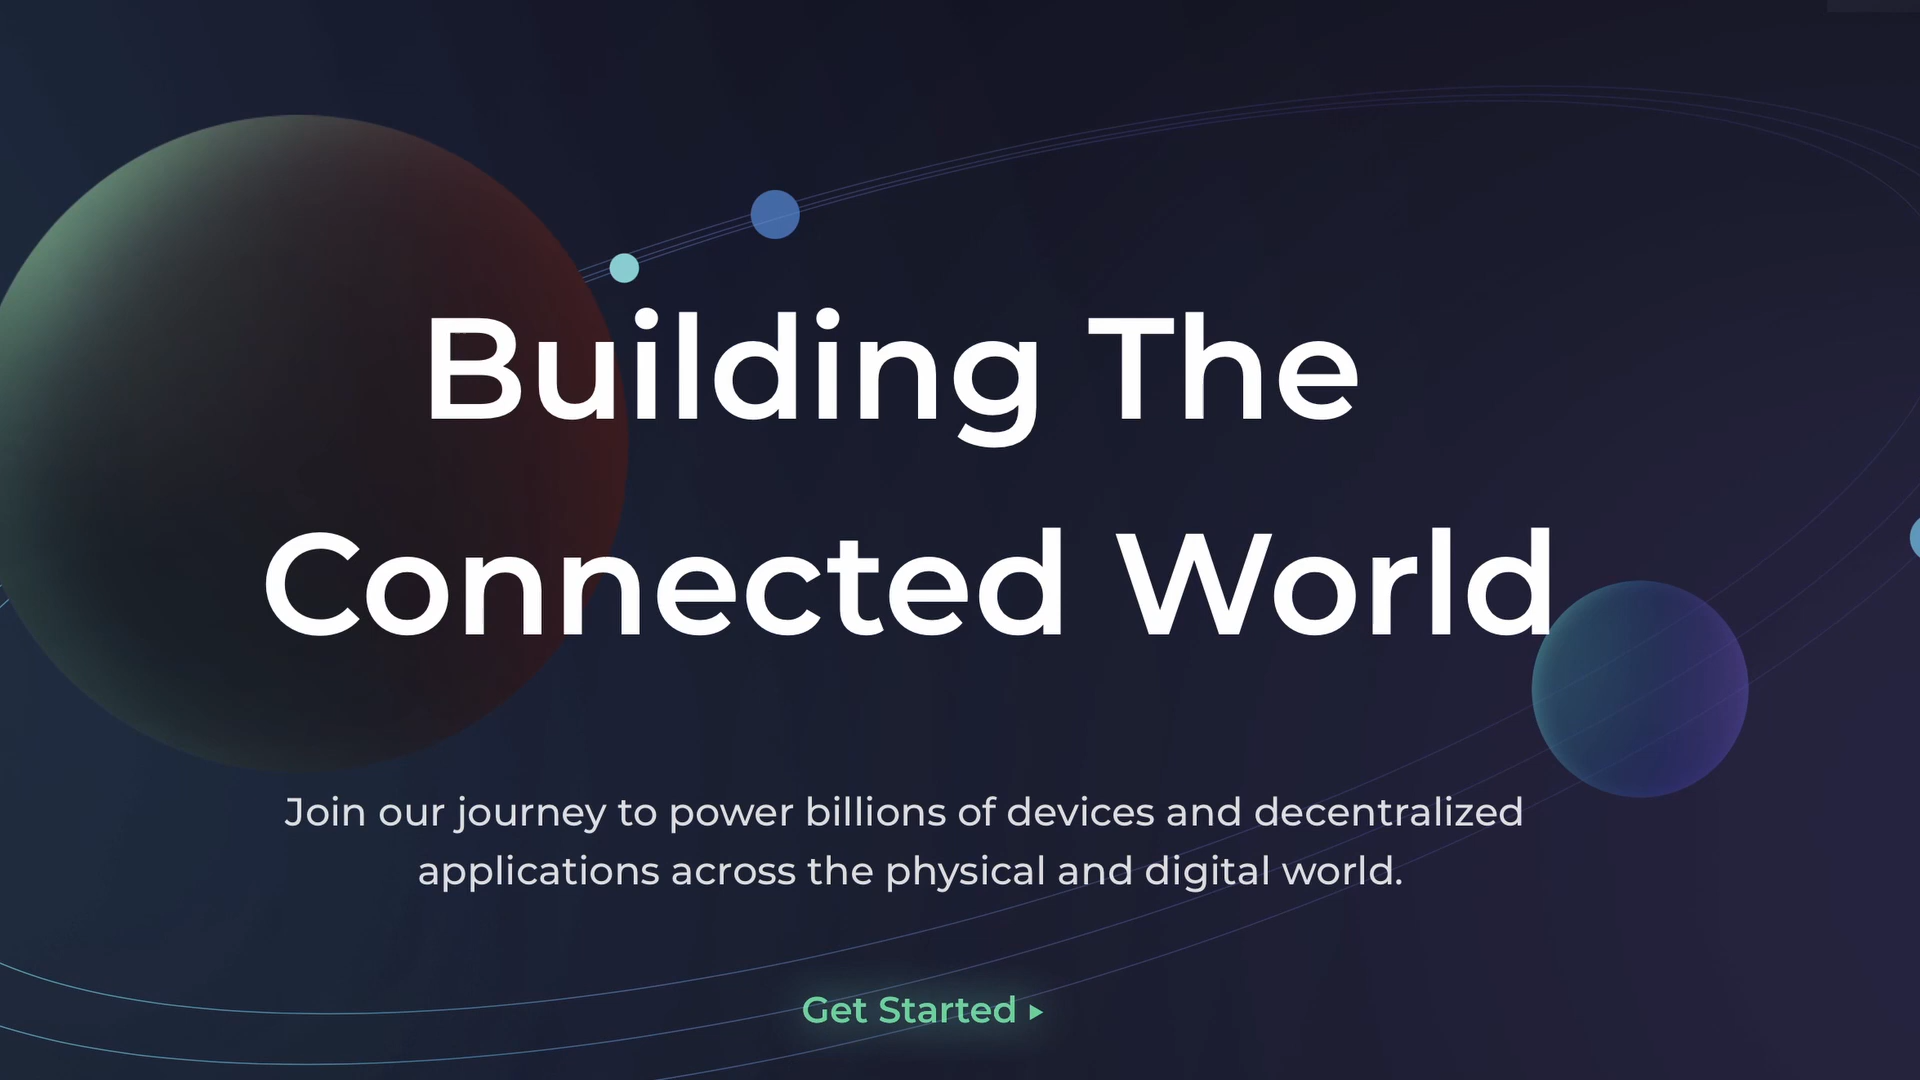 Building The
Connected World
Join our journey to power billions of devices and decentralized
applications across the physical and digital world.
Get Started ▸